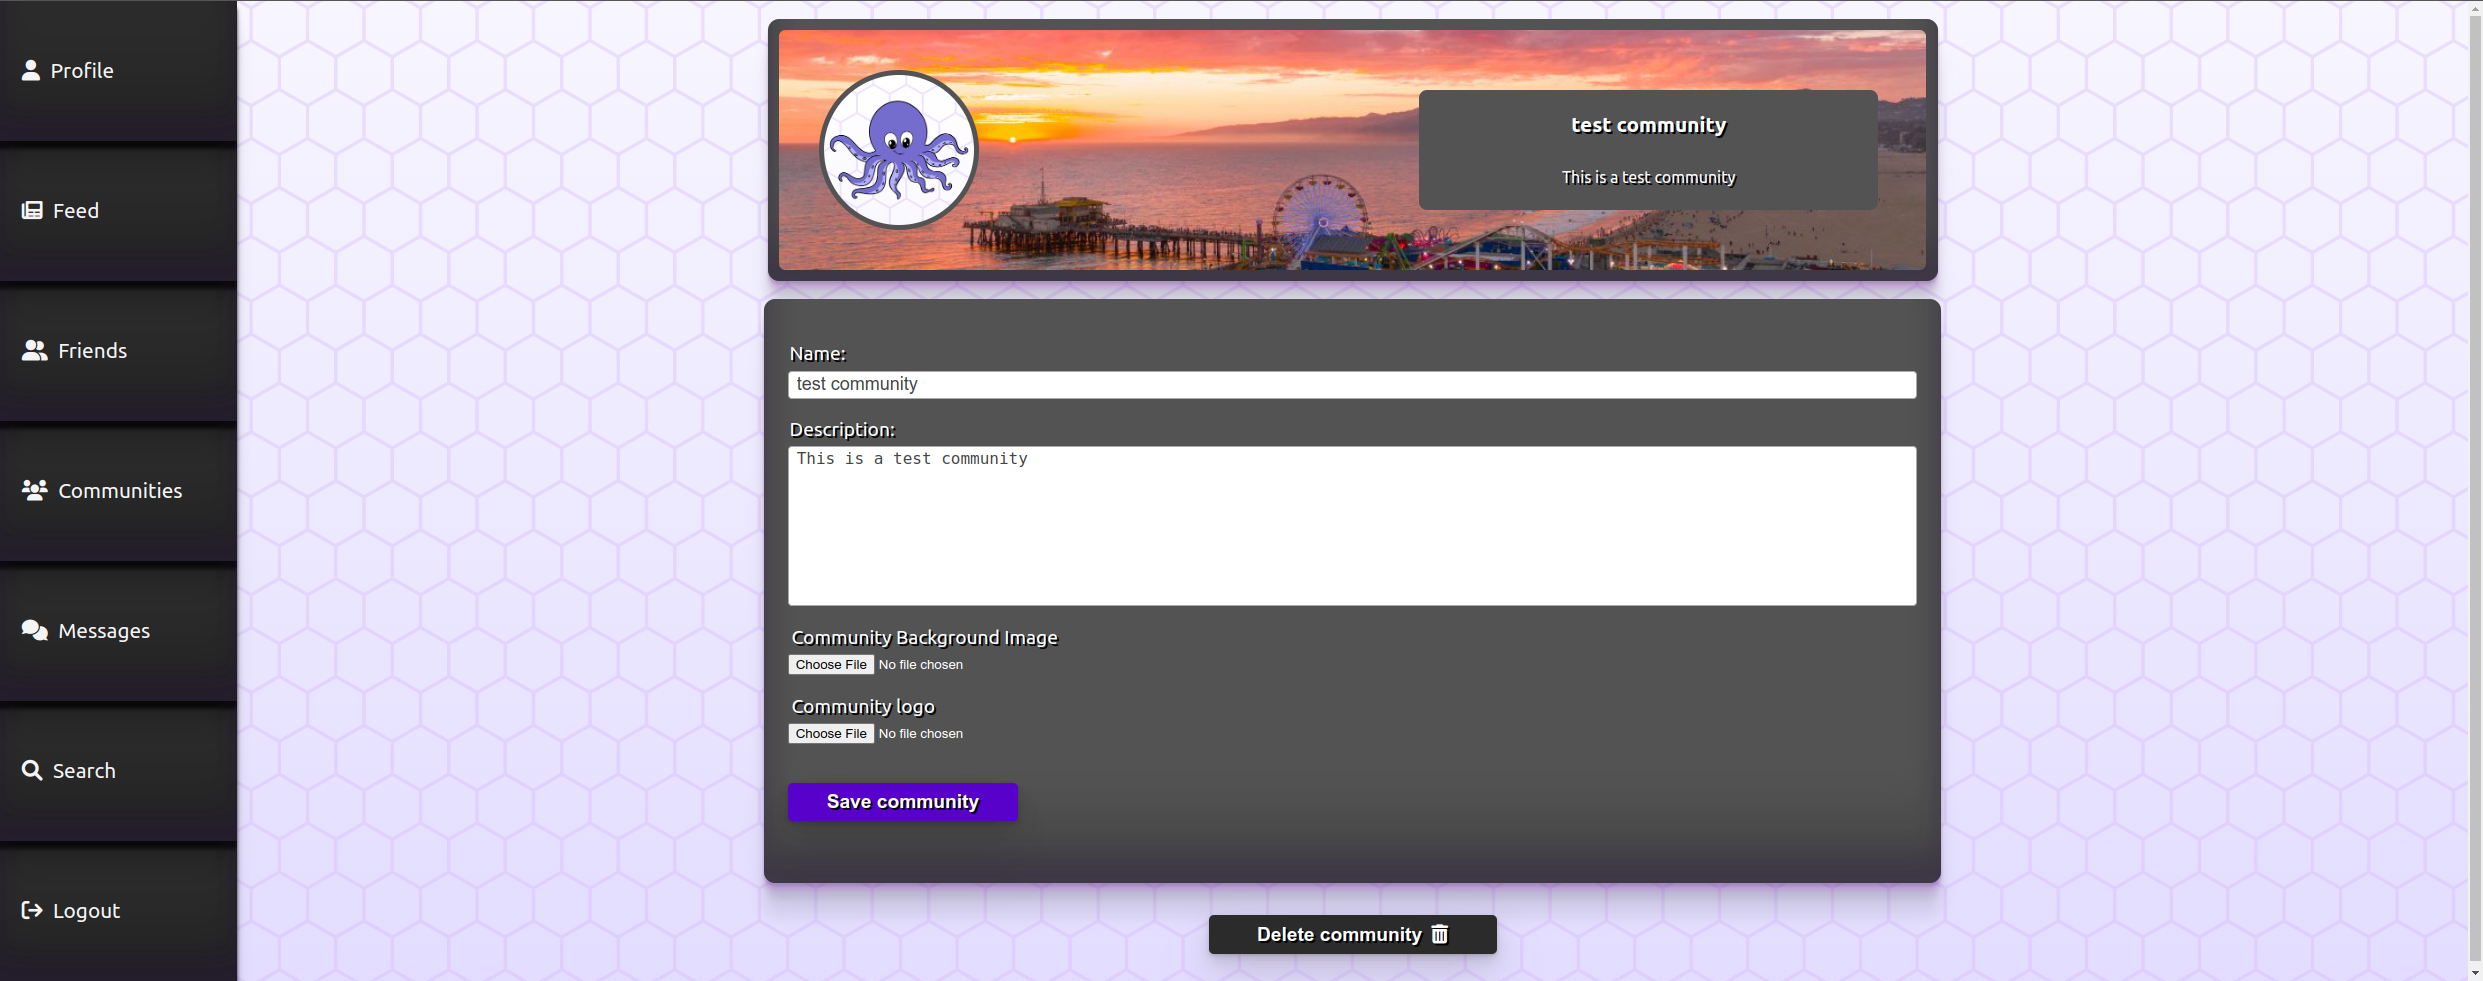 Profile
Feed
Friends
Communities
Messages
Search
Logout
test community
This is a test community
Name:
test community
Description:
This is a test community
Community Background Image
Choose File No file chosen
Community logo
Choose File No file chosen
Save community
Delete community